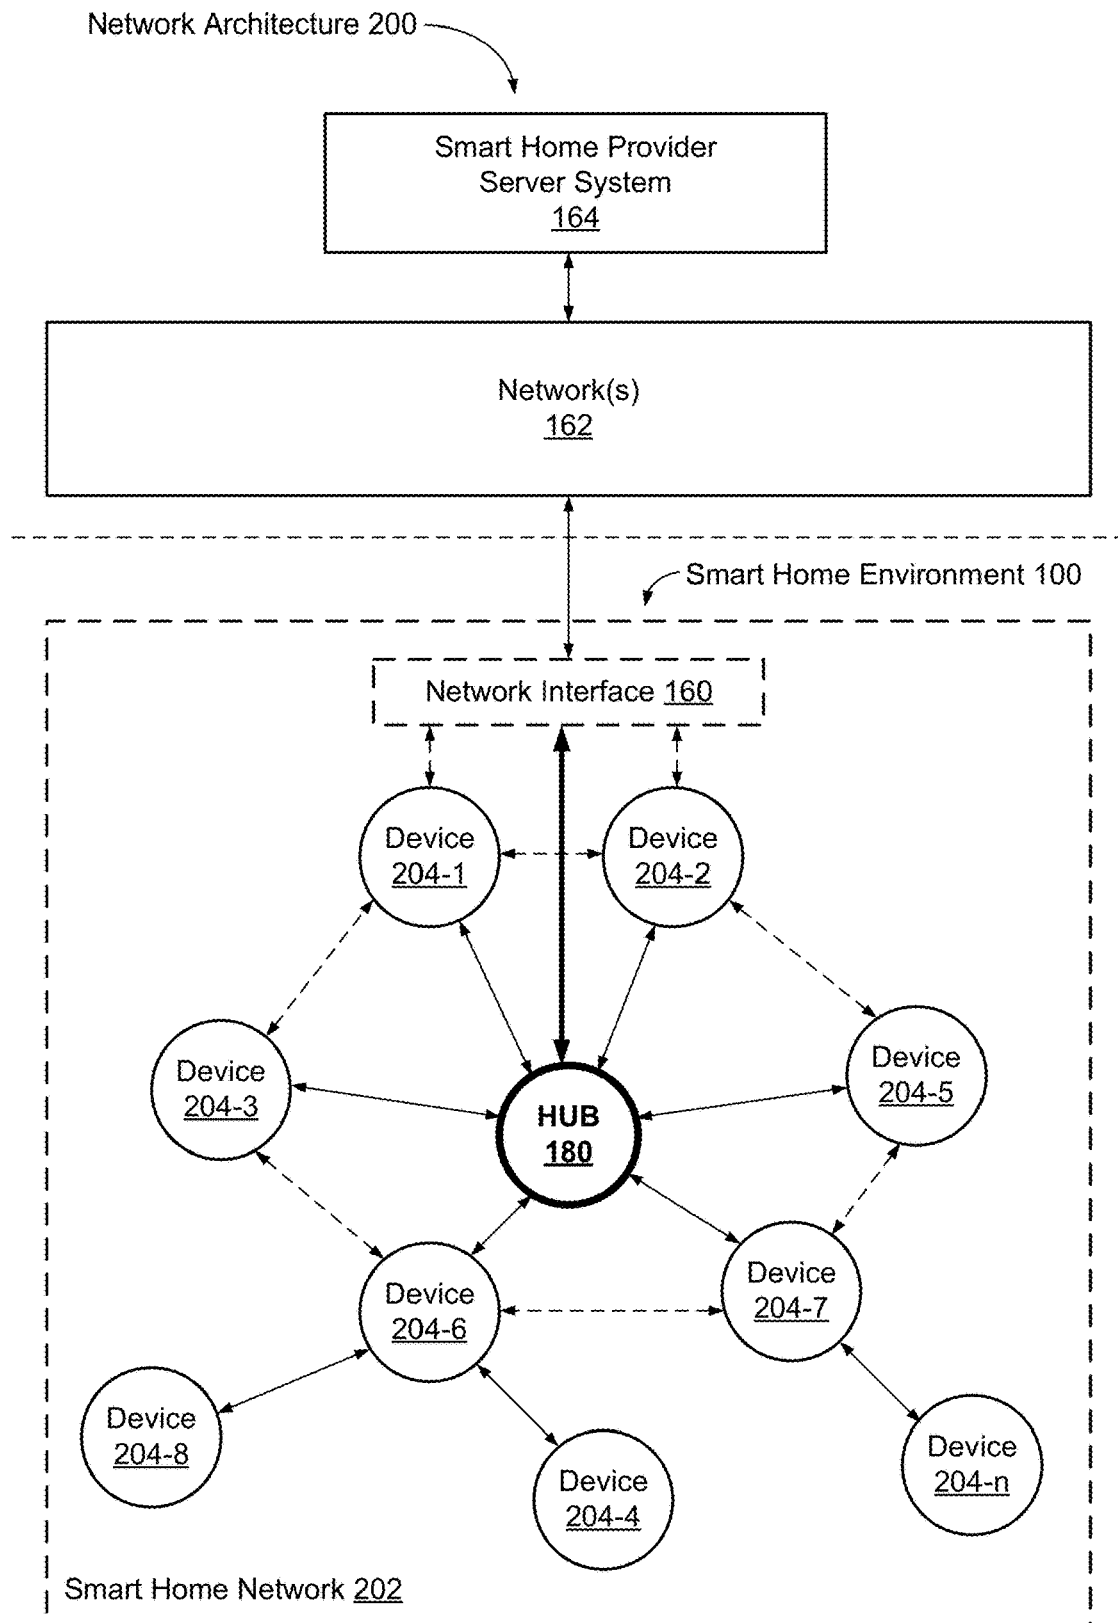 Network Architecture 200
Smart Home Provider
Server System
164
Network(s)
162
Smart Home Environment 100
Network Interface 160
Device
204-1
Device
204-2
Device
204-3
Device
204-5
HUB
180
Device
204-6
Device
204-7
Device
204-8
Device
204-4
Device
204-n
Smart Home Network 202